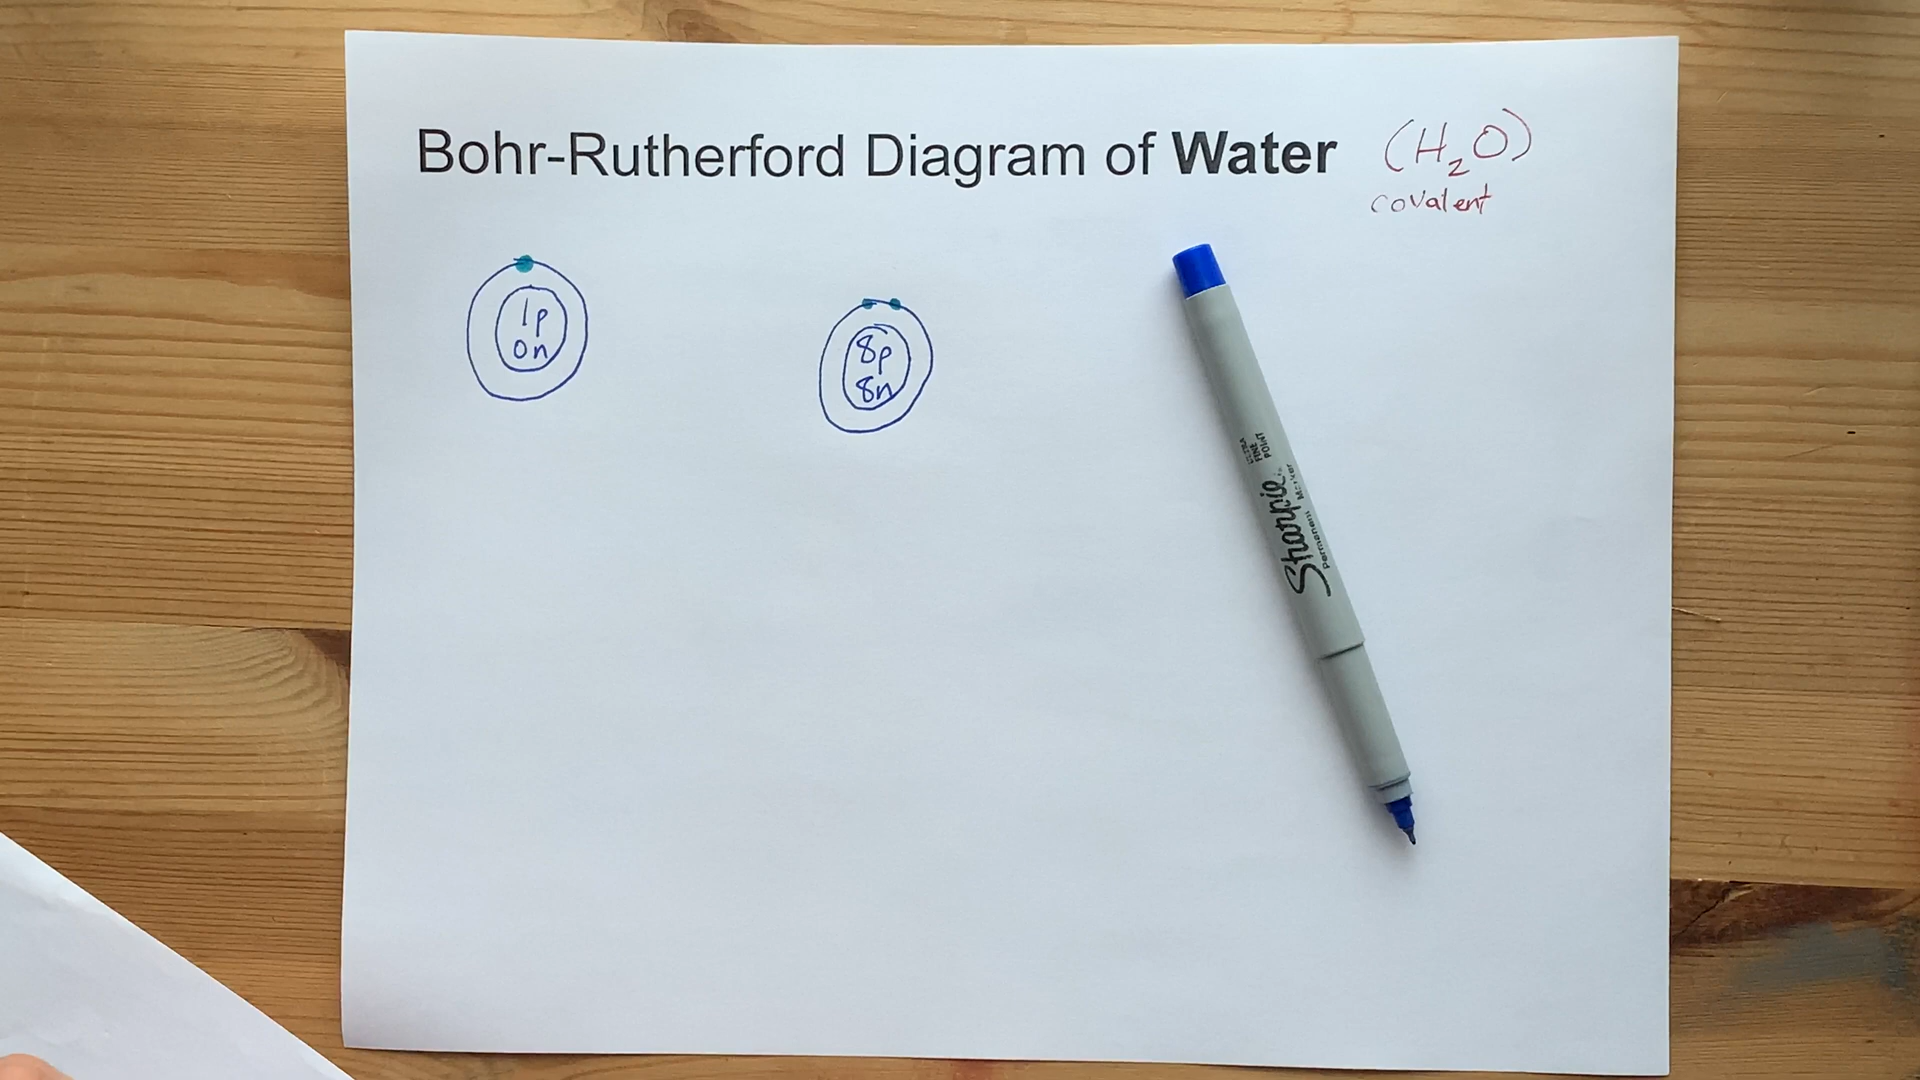 Bohr-Rutherford Diagram of Water (H₂O)
covalent
1p
0n
8p
8n
Sharpie
ULTRA
FINE
POINT
Permanent Marker